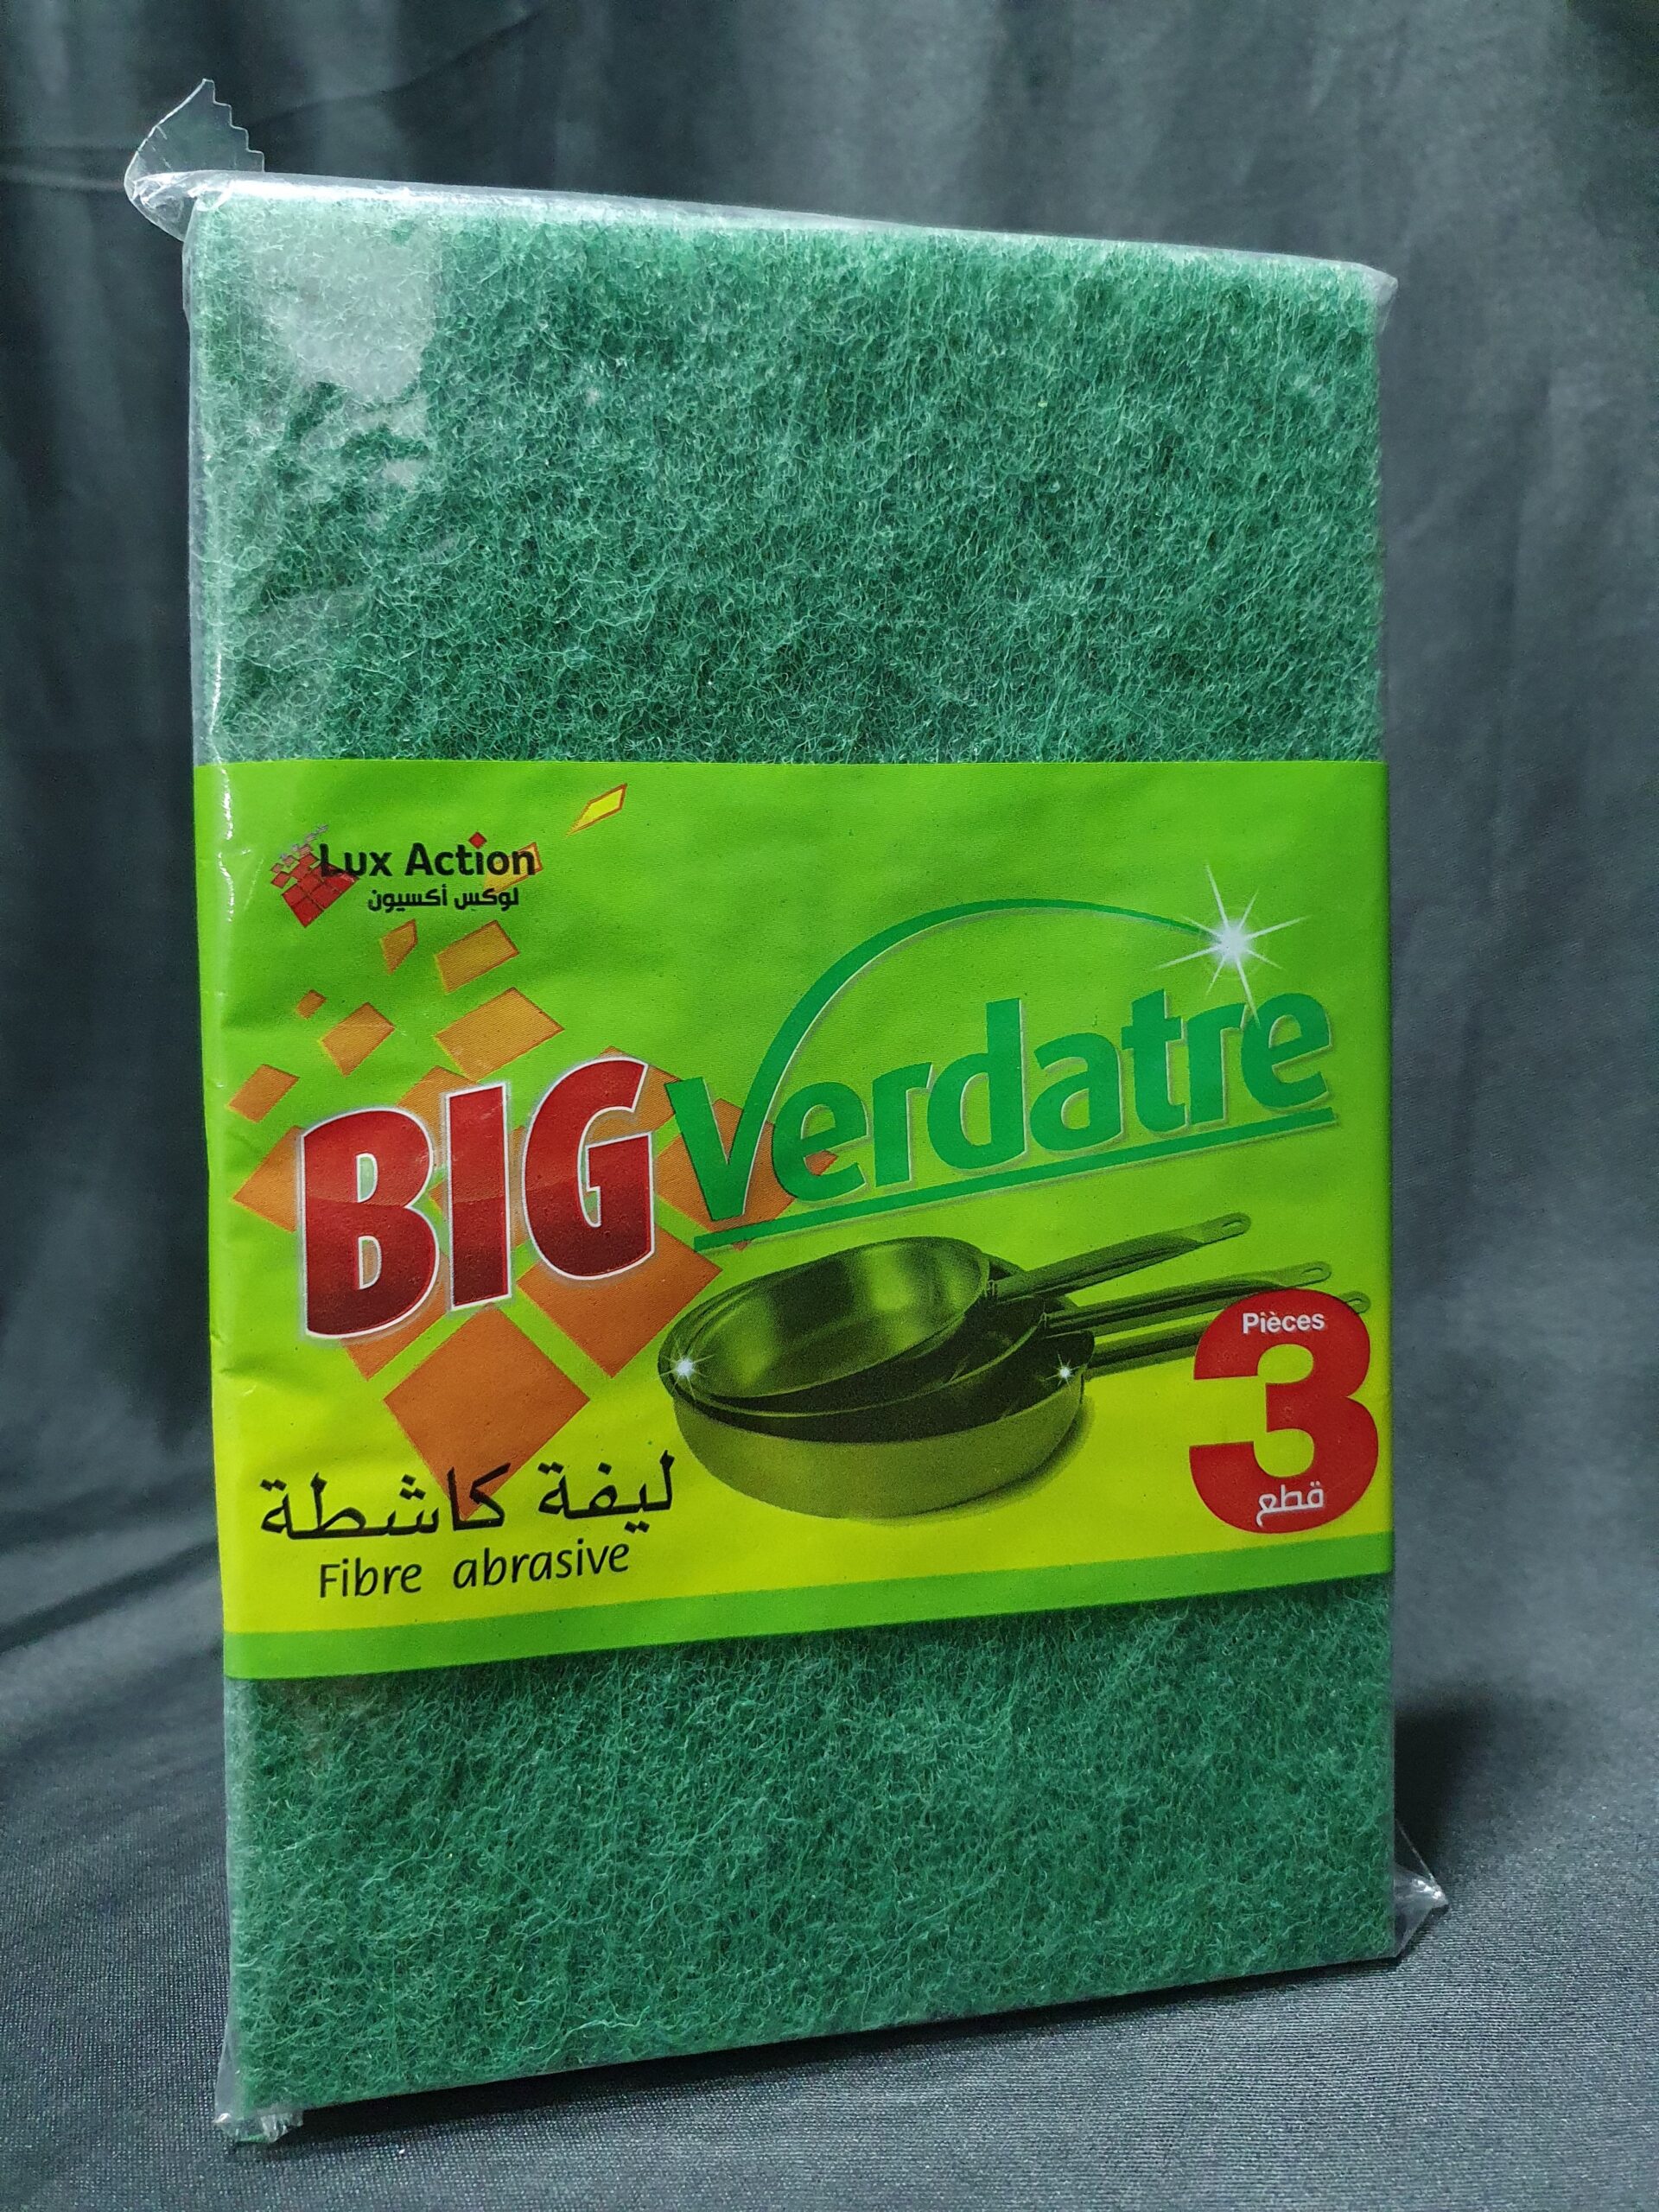 Lux Action
لوكس أكسيون
BIG Verdatre
Pièces
3
قطع
ليفة كاشطة
Fibre abrasive